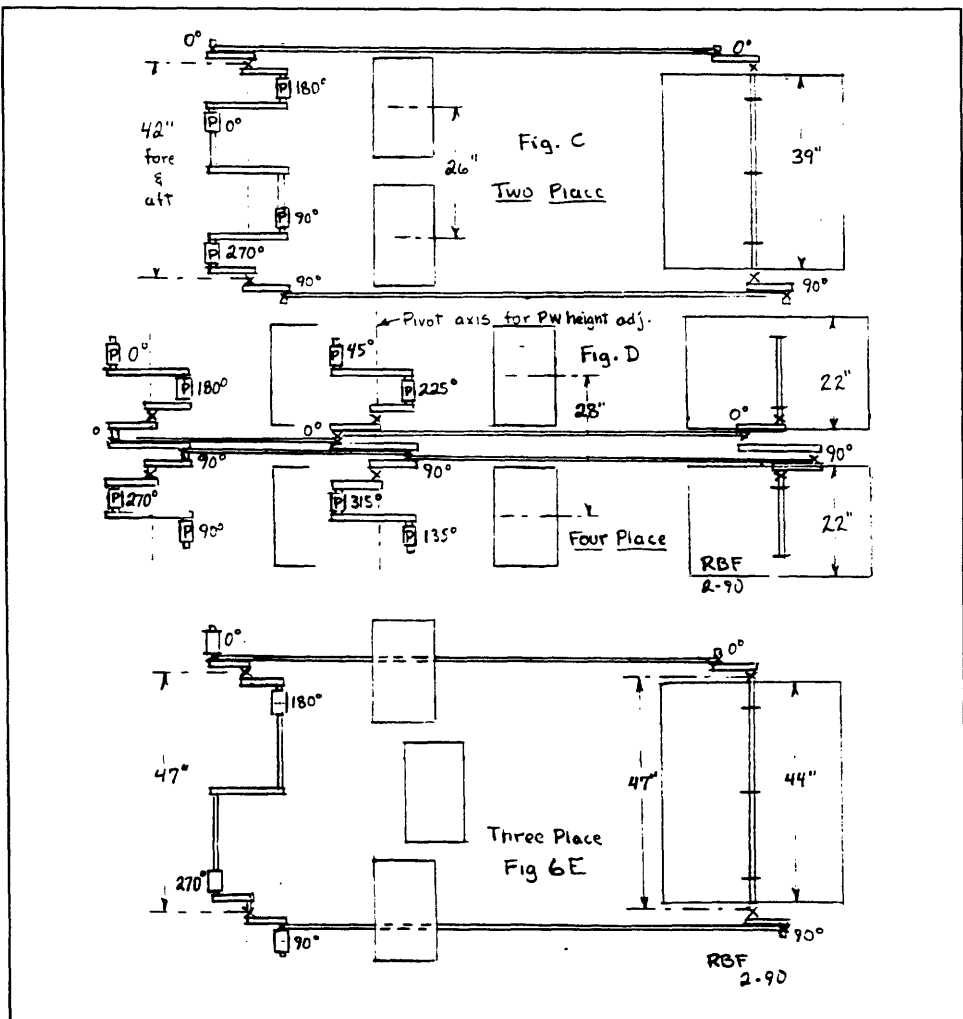 0°
0°
180°
P
P
0°
42"
fore
&
aft
26"
Fig. C
Two Place
39"
P
90°
P
270°
90°
90°
Pivot axis for PW height adj.
P
0°
P
45°
Fig. D
P
180°
P
225°
28"
22"
0°
0°
0°
90°
90°
90°
P
270°
P
315°
P
90°
P
135°
Four Place
22"
RBF
2-90
0°
0°
180°
47"
47"
44"
Three Place
Fig 6E
270°
90°
90°
RBF
2-90